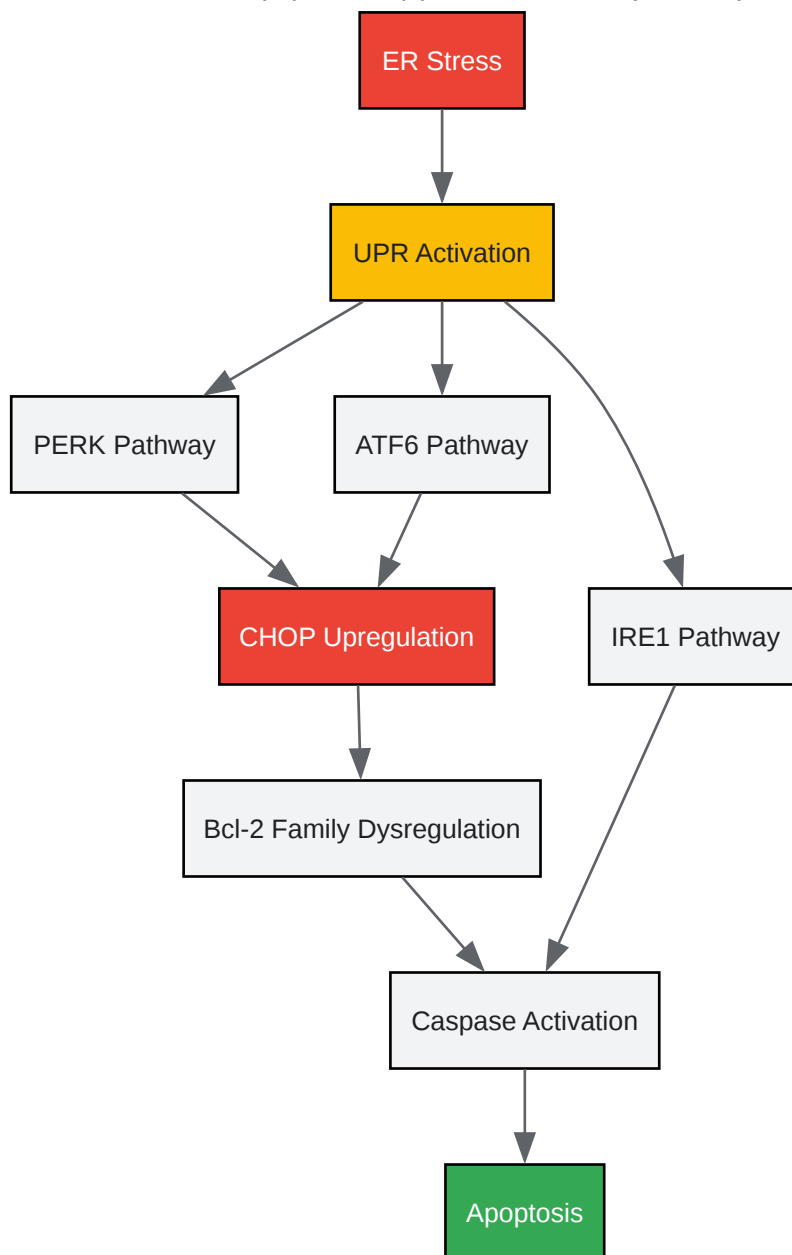 ER Stress
UPR Activation
PERK Pathway
ATF6 Pathway
CHOP Upregulation
IRE1 Pathway
Bcl-2 Family Dysregulation
Caspase Activation
Apoptosis